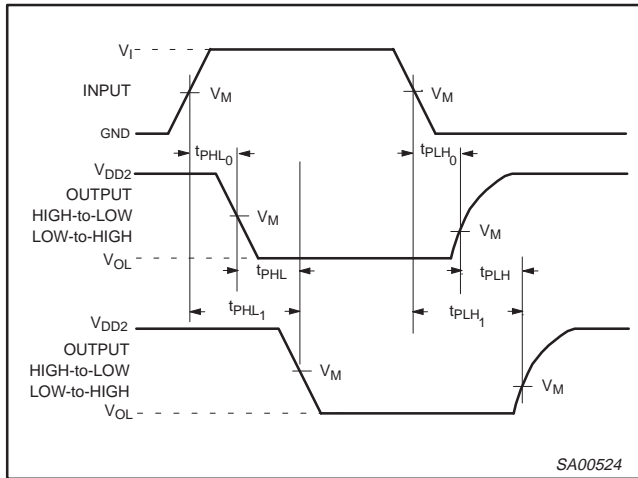 VI
INPUT
VM
VM
GND
tPHL0
tPLH0
VDD2
OUTPUT
HIGH-to-LOW
LOW-to-HIGH
VM
VM
VOL
tPHL
tPLH
tPHL1
tPLH1
VDD2
OUTPUT
HIGH-to-LOW
LOW-to-HIGH
VM
VM
VOL
SA00524